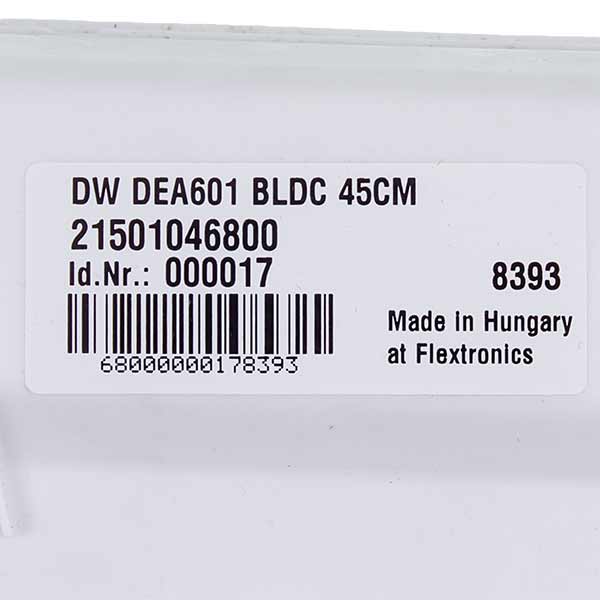 DW DEA601 BLDC 45CM
21501046800
Id.Nr.: 000017
8393
68000000178393
Made in Hungary
at Flextronics